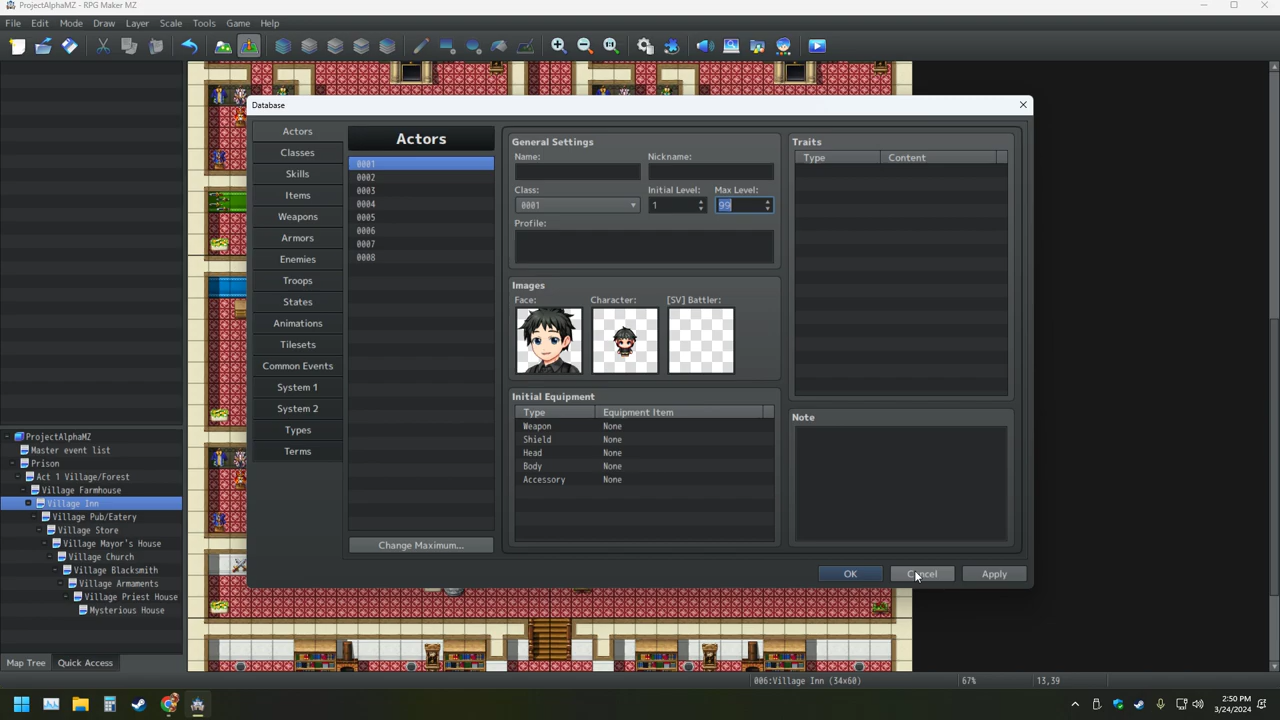 ProjectAlphaMZ - RPG Maker MZ
File Edit Mode Draw Layer Scale Tools Game Help
Database
Actors
Classes
Skills
Items
Weapons
Armors
Enemies
Troops
States
Animations
Tilesets
Common Events
System 1
System 2
Types
Terms
Actors
0001
0002
0003
0004
0005
0006
0007
0008
Change Maximum...
General Settings
Name: Nickname:
Class: Initial Level: Max Level:
0001 1 99
Profile:
Images
Face: Character: [SV] Battler:
Initial Equipment
Type Equipment Item
Weapon None
Shield None
Head None
Body None
Accessory None
Traits
Type Content
Note
OK Cancel Apply
ProjectAlphaMZ
Master event list
Prison
Act 1 Village/Forest
Village Farmhouse
Village Inn
Village Pub/Eatery
Village Store
Village Mayor's House
Village Church
Village Blacksmith
Village Armaments
Village Priest House
Mysterious House
Map Tree Quick Access
006:Village Inn (34x60) 67% 13,39
2:50 PM
3/24/2024